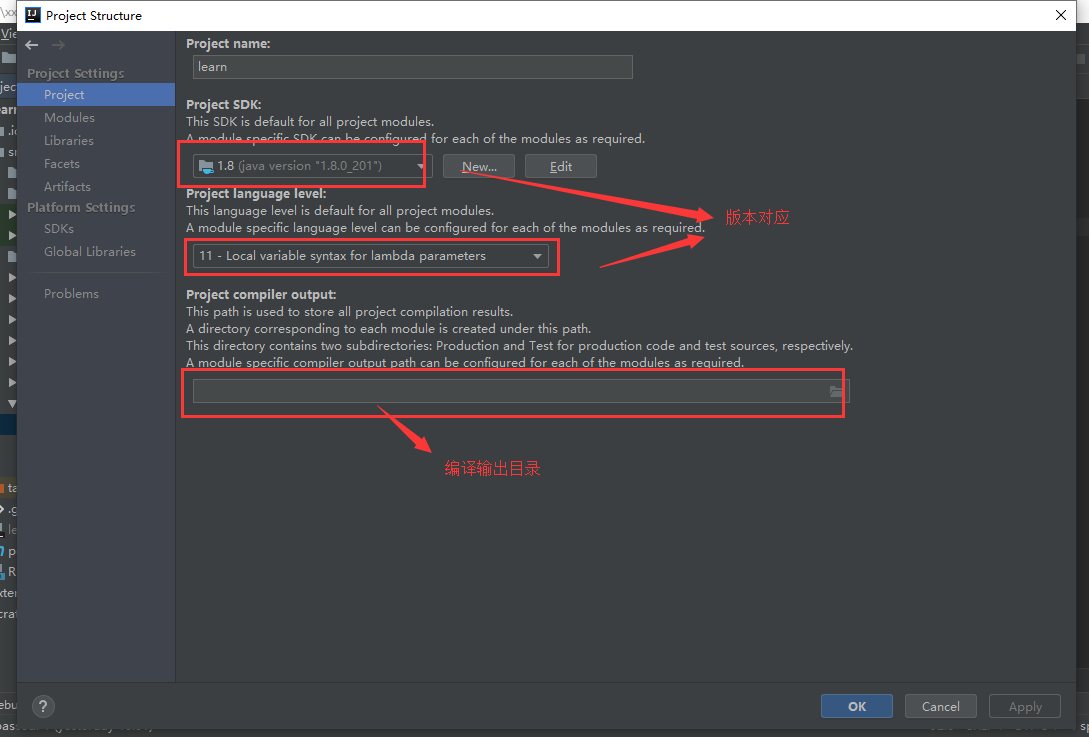 Project Structure
Project Settings
Project
Modules
Libraries
Facets
Artifacts
Platform Settings
SDKs
Global Libraries
Problems
Project name:
learn
Project SDK:
This SDK is default for all project modules.
A module specific SDK can be configured for each of the modules as required.
1.8 (java version "1.8.0_201")
New...
Edit
Project language level:
This language level is default for all project modules.
A module specific language level can be configured for each of the modules as required.
版本对应
11 - Local variable syntax for lambda parameters
Project compiler output:
This path is used to store all project compilation results.
A directory corresponding to each module is created under this path.
This directory contains two subdirectories: Production and Test for production code and test sources, respectively.
A module specific compiler output path can be configured for each of the modules as required.
编译输出目录
?
OK
Cancel
Apply